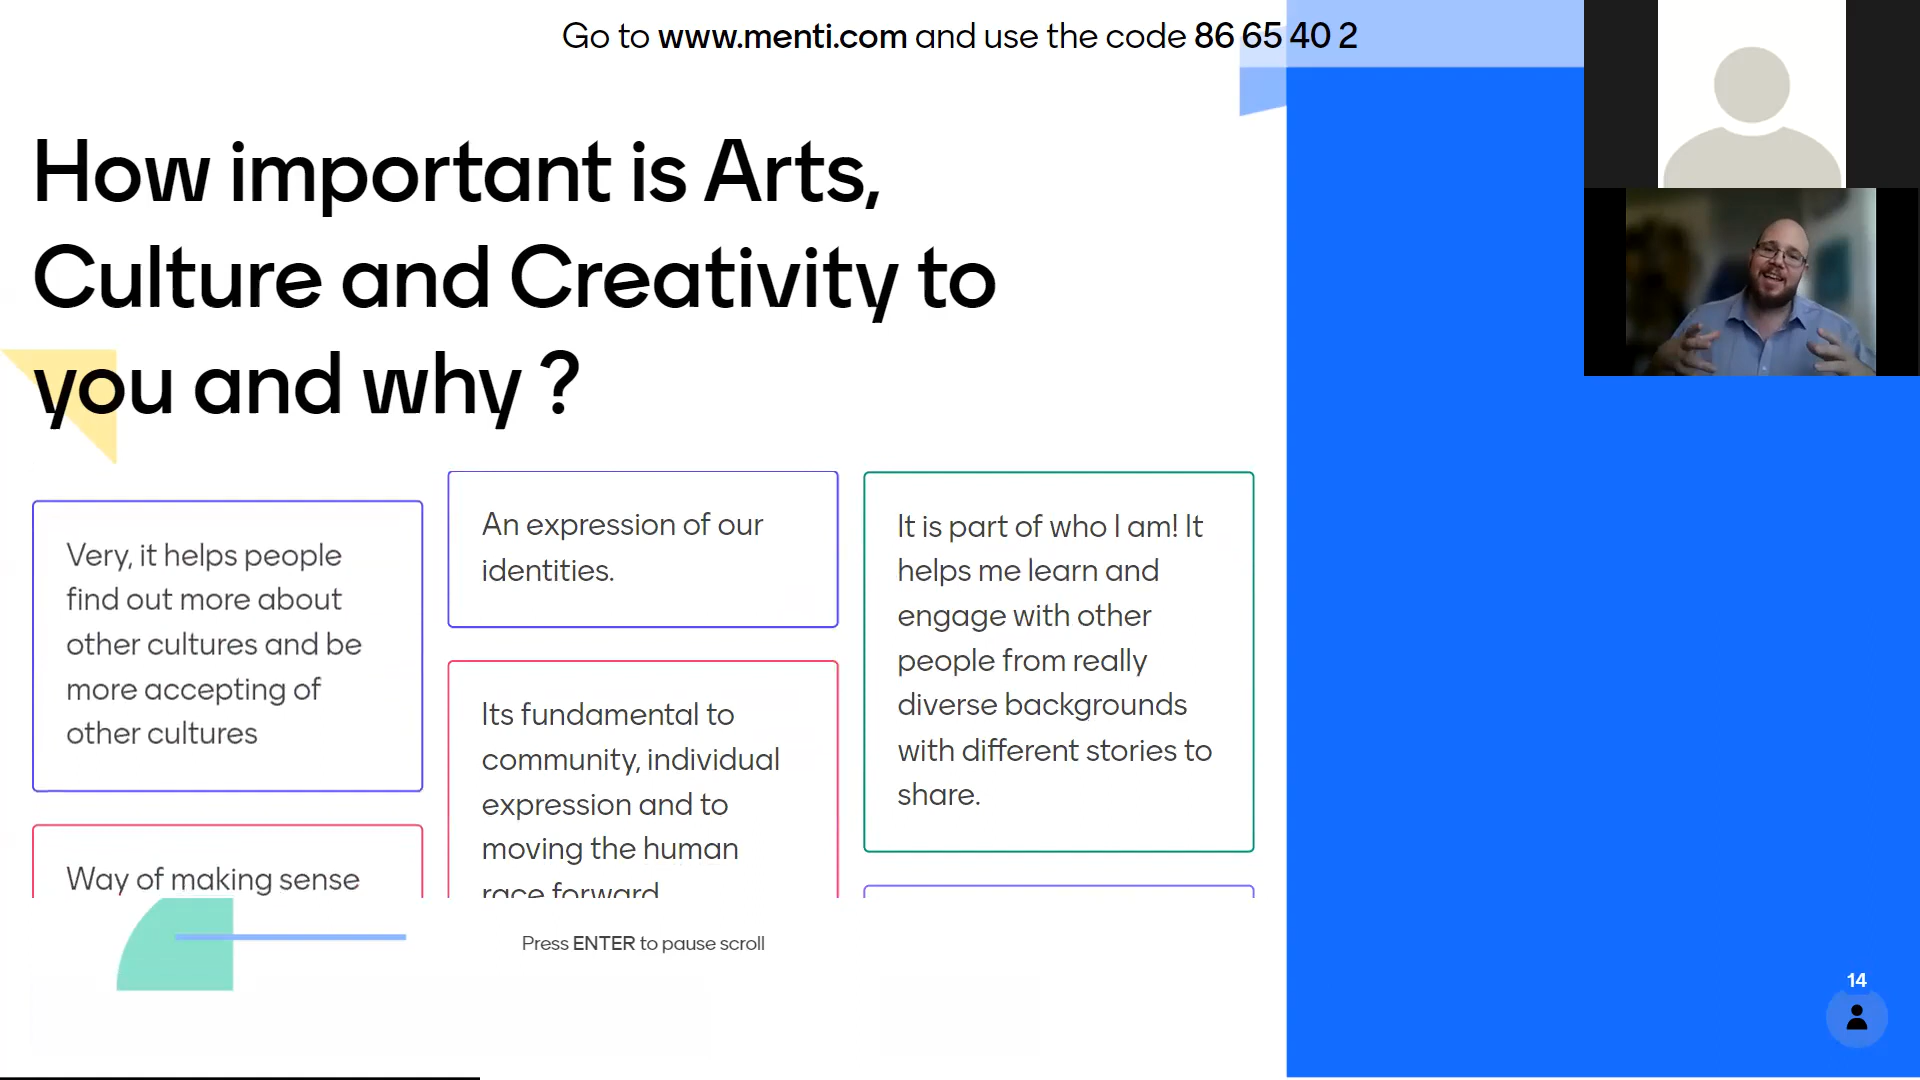 Go to www.menti.com and use the code 86 65 40 2
How important is Arts,
Culture and Creativity to
you and why ?
Very, it helps people
find out more about
other cultures and be
more accepting of
other cultures
Way of making sense
An expression of our
identities.
Its fundamental to
community, individual
expression and to
moving the human
race forward
It is part of who I am! It
helps me learn and
engage with other
people from really
diverse backgrounds
with different stories to
share.
Press ENTER to pause scroll
14